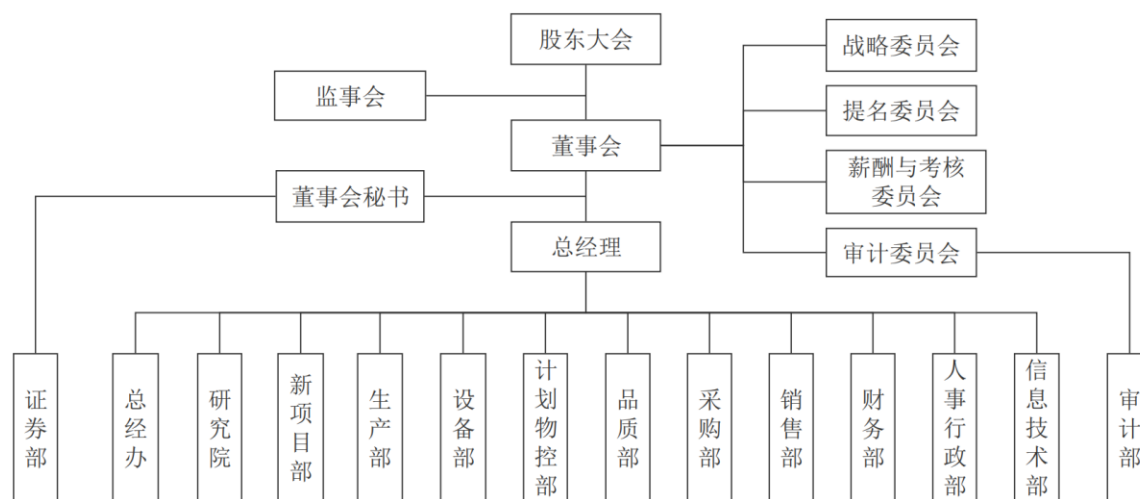 股东大会
战略委员会
监事会
提名委员会
董事会
薪酬与考核
委员会
董事会秘书
总经理
审计委员会
证券部
总经办
研究院
新项目部
生产部
设备部
计划物控部
品质部
采购部
销售部
财务部
人事行政部
信息技术部
审计部